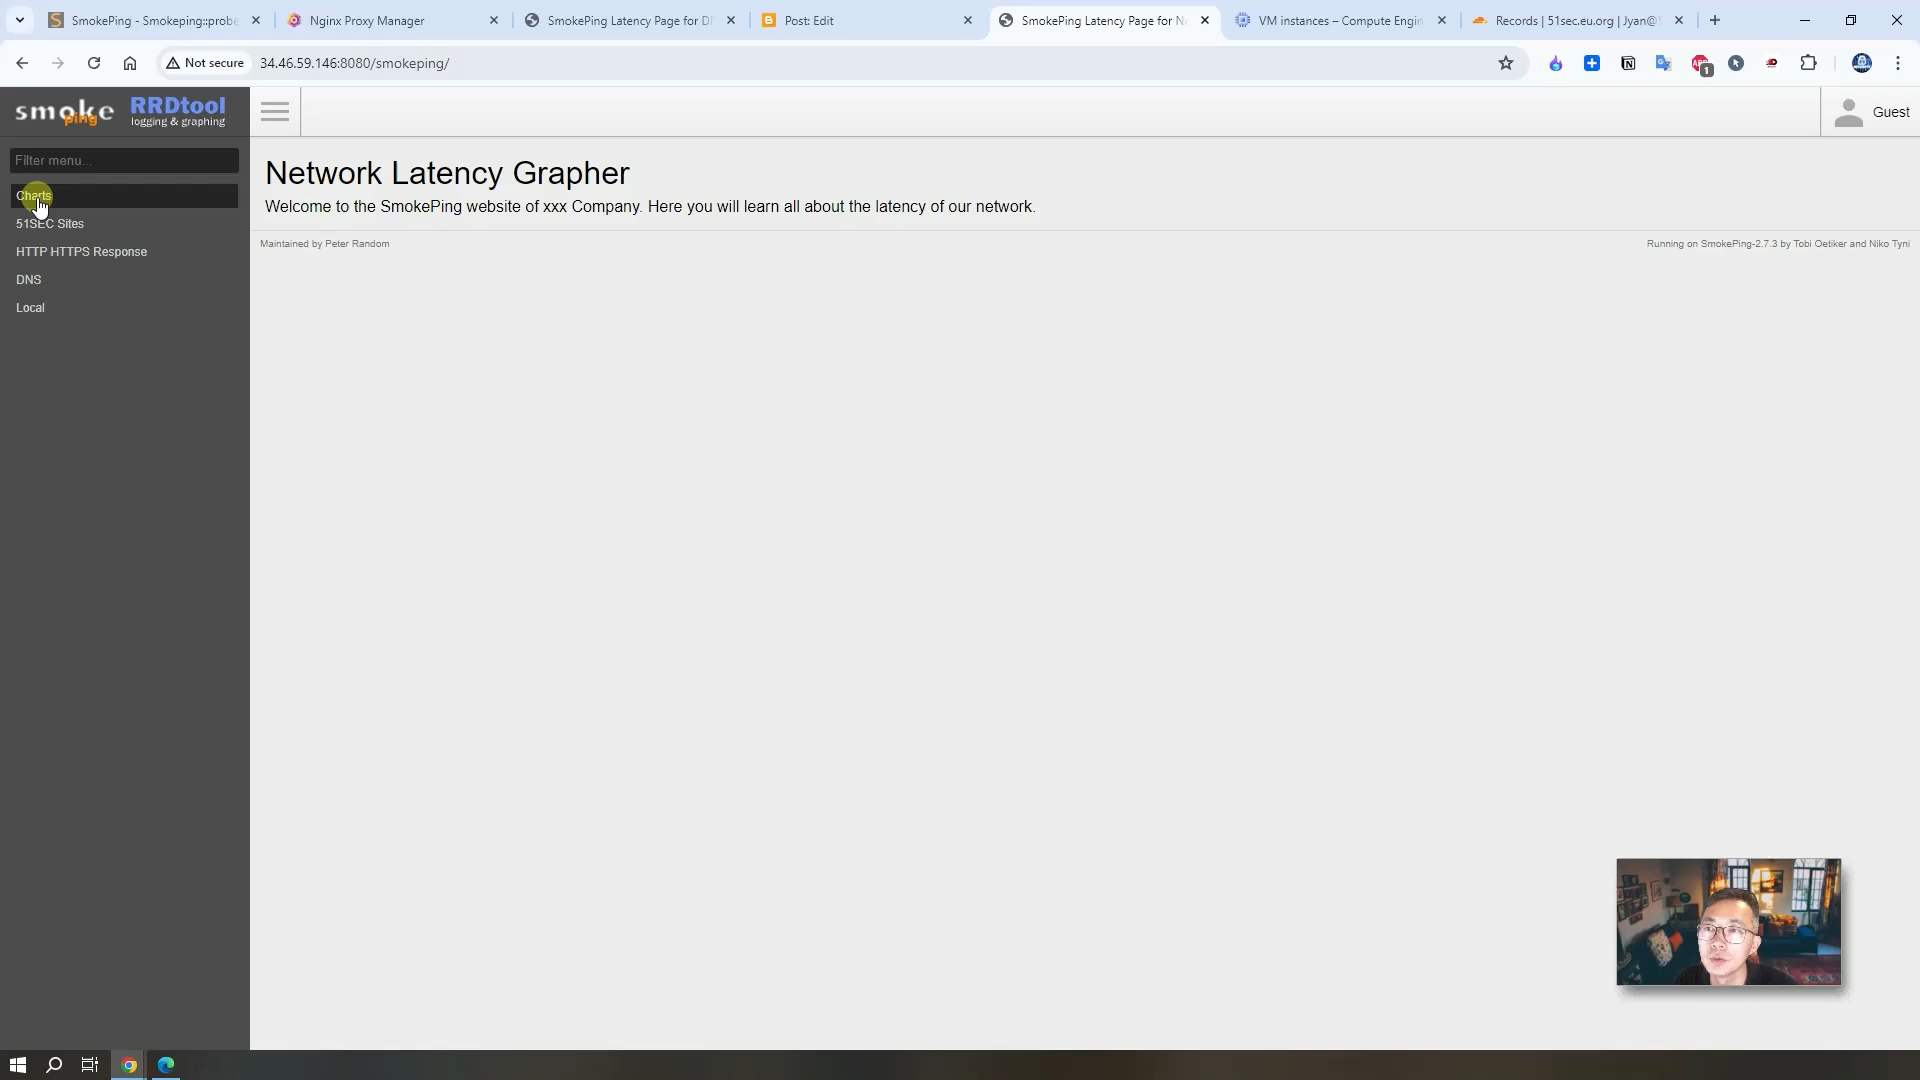 SmokePing - Smokeping::probe
Nginx Proxy Manager
SmokePing Latency Page for D
Post: Edit
SmokePing Latency Page for N
VM instances – Compute Engin
Records | 51sec.eu.org | Jyan@5
Not secure
34.46.59.146:8080/smokeping/
1
smoke
ping
RRDtool
logging & graphing
Guest
Filter menu...
Charts
51SEC Sites
HTTP HTTPS Response
DNS
Local
Network Latency Grapher
Welcome to the SmokePing website of xxx Company. Here you will learn all about the latency of our network.
Maintained by Peter Random
Running on SmokePing-2.7.3 by Tobi Oetiker and Niko Tyni